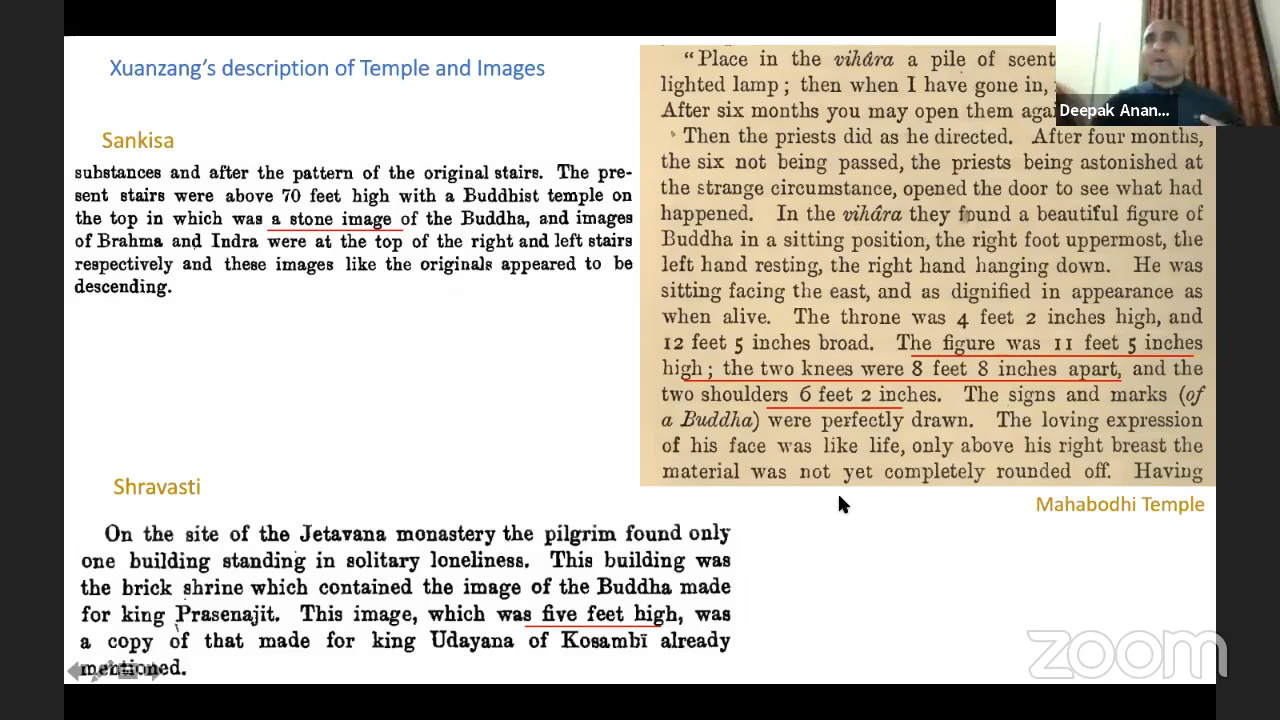 Xuanzang's description of Temple and Images
Sankisa
substances and after the pattern of the original stairs. The pre-
sent stairs were above 70 feet high with a Buddhist temple on
the top in which was a stone image of the Buddha, and images
of Brahma and Indra were at the top of the right and left stairs
respectively and these images like the originals appeared to be
descending.
Shravasti
On the site of the Jetavana monastery the pilgrim found only
one building standing in solitary loneliness. This building was
the brick shrine which contained the image of the Buddha made
for king Prasenajit. This image, which was five feet high, was
a copy of that made for king Udayana of Kosambī already
mentioned.
"Place in the vihâra a pile of scent
lighted lamp; then when I have gone in,
After six months you may open them aga
Then the priests did as he directed. After four months,
the six not being passed, the priests being astonished at
the strange circumstance, opened the door to see what had
happened. In the vihâra they found a beautiful figure of
Buddha in a sitting position, the right foot uppermost, the
left hand resting, the right hand hanging down. He was
sitting facing the east, and as dignified in appearance as
when alive. The throne was 4 feet 2 inches high, and
12 feet 5 inches broad. The figure was 11 feet 5 inches
high; the two knees were 8 feet 8 inches apart, and the
two shoulders 6 feet 2 inches. The signs and marks (of
a Buddha) were perfectly drawn. The loving expression
of his face was like life, only above his right breast the
material was not yet completely rounded off. Having
Mahabodhi Temple
Deepak Anan...
zoom